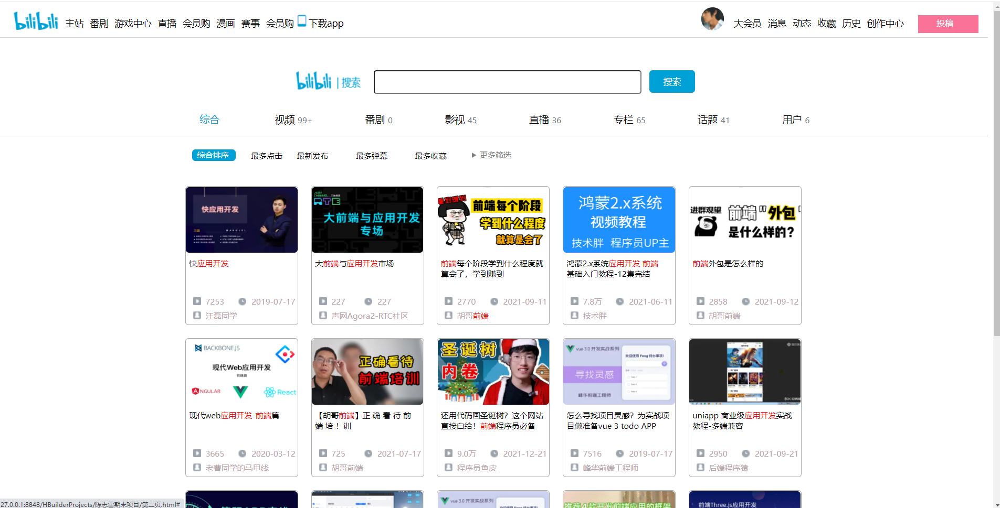 bilibili 主站 番剧 游戏中心 直播 会员购 漫画 赛事 会员购 下载app 大会员 消息 动态 收藏 历史 创作中心 投稿
bilibili | 搜索 搜索
综合 视频 99+ 番剧 0 影视 45 直播 36 专栏 65 话题 41 用户 6
综合排序 最多点击 最新发布 最多弹幕 最多收藏 更多筛选
快应用开发
汪磊
WANGLEI
RTE
大前端与应用开发
专场
看到赚到
前端每个阶段
学到什么程度
就算是会了
鸿蒙2.x系统
视频教程
技术胖 程序员UP主
进群观望
前端"外包"
是什么样的?
快应用开发
7253 2019-07-17
汪磊同学
大前端与应用开发市场
227 227
声网Agora2-RTC社区
前端每个阶段学到什么程度就
算会了，学到赚到
2770 2021-09-11
胡哥前端
鸿蒙2.x系统应用开发 前端
基础入门教程-12集完结
7.8万 2021-06-11
技术胖
前端外包是怎么样的
2858 2021-09-12
胡哥前端
BACKBONE.JS
现代Web应用开发
前端篇
ANGULAR React
正确看待
前端培训
圣诞树
内卷
vue 3.0 开发实战系列
欢迎使用 Feng 待办事项!
寻找灵感
峰华前端工程师
现代web应用开发-前端篇
3665 2020-03-12
老曹同学的马甲线
【胡哥前端】正 确 看 待 前
端 培 ！训
725 2021-07-17
胡哥前端
还用代码画圣诞树？这个网站
直接白给！前端程序员必备
9.0万 2021-12-21
程序员鱼皮
怎么寻找项目灵感？为实战项
目做准备vue 3 todo APP
7516 2019-07-17
峰华前端工程师
uniapp 商业级应用开发实战
教程-多端兼容
2950 2021-09-21
后端程序猿
vue 3.0 开发实战系列
推荐4款开发前端应用的框架
前端Three.js应用开发
27.0.0.1:8848/HBuilderProjects/陈志雷期末项目/第二页.html#